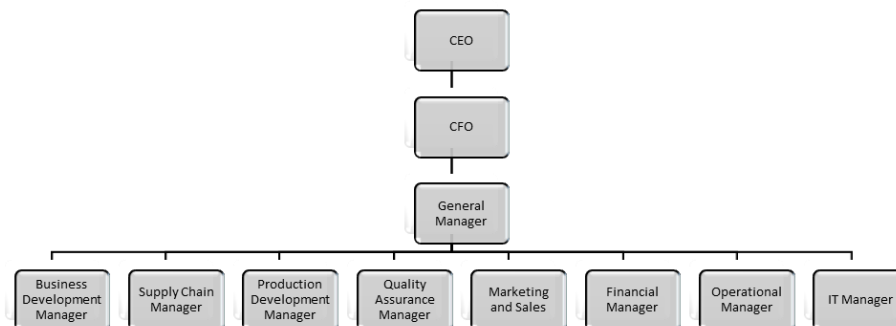 CEO
CFO
General
Manager
Business
Development
Manager
Supply Chain
Manager
Production
Development
Manager
Quality
Assurance
Manager
Marketing
and Sales
Financial
Manager
Operational
Manager
IT Manager